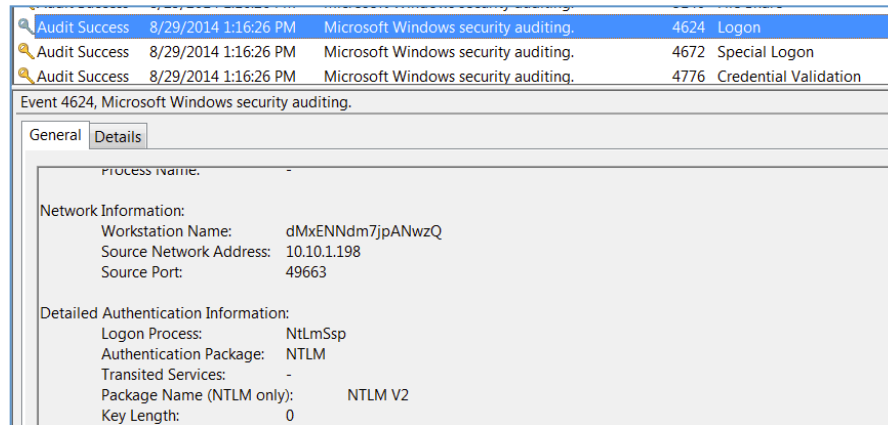 Audit Success 8/29/2014 1:16:26 PM Microsoft Windows security auditing. 4624 Logon
Audit Success 8/29/2014 1:16:26 PM Microsoft Windows security auditing. 4672 Special Logon
Audit Success 8/29/2014 1:16:26 PM Microsoft Windows security auditing. 4776 Credential Validation
Event 4624, Microsoft Windows security auditing.
General Details
Process Name: -
Network Information:
Workstation Name: dMxENNdm7jpANwzQ
Source Network Address: 10.10.1.198
Source Port: 49663
Detailed Authentication Information:
Logon Process: NtLmSsp
Authentication Package: NTLM
Transited Services: -
Package Name (NTLM only): NTLM V2
Key Length: 0